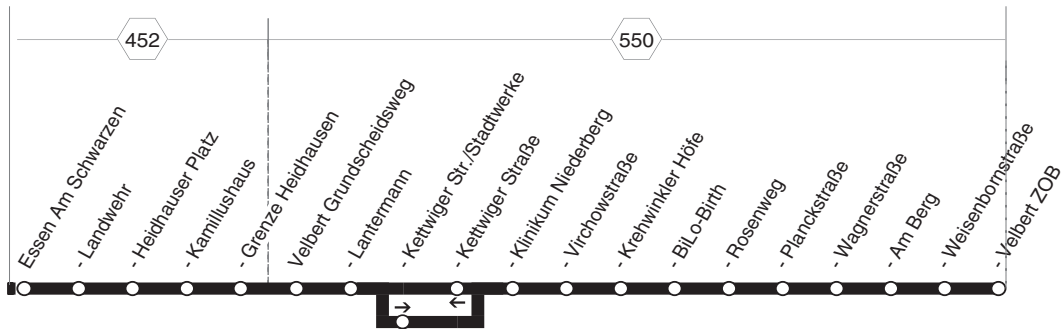 452
550
Essen Am Schwarzen
- Landwehr
- Heidhauser Platz
- Kamillushaus
- Grenze Heidhausen
Velbert Grundscheidsweg
- Lantermann
- Kettwiger Str./Stadtwerke
- Kettwiger Straße
- Klinikum Niederberg
- Virchowstraße
- Krehwinkler Höfe
- BiLo-Birth
- Rosenweg
- Planckstraße
- Wagnerstraße
- Am Berg
- Weisenbornstraße
- Velbert ZOB